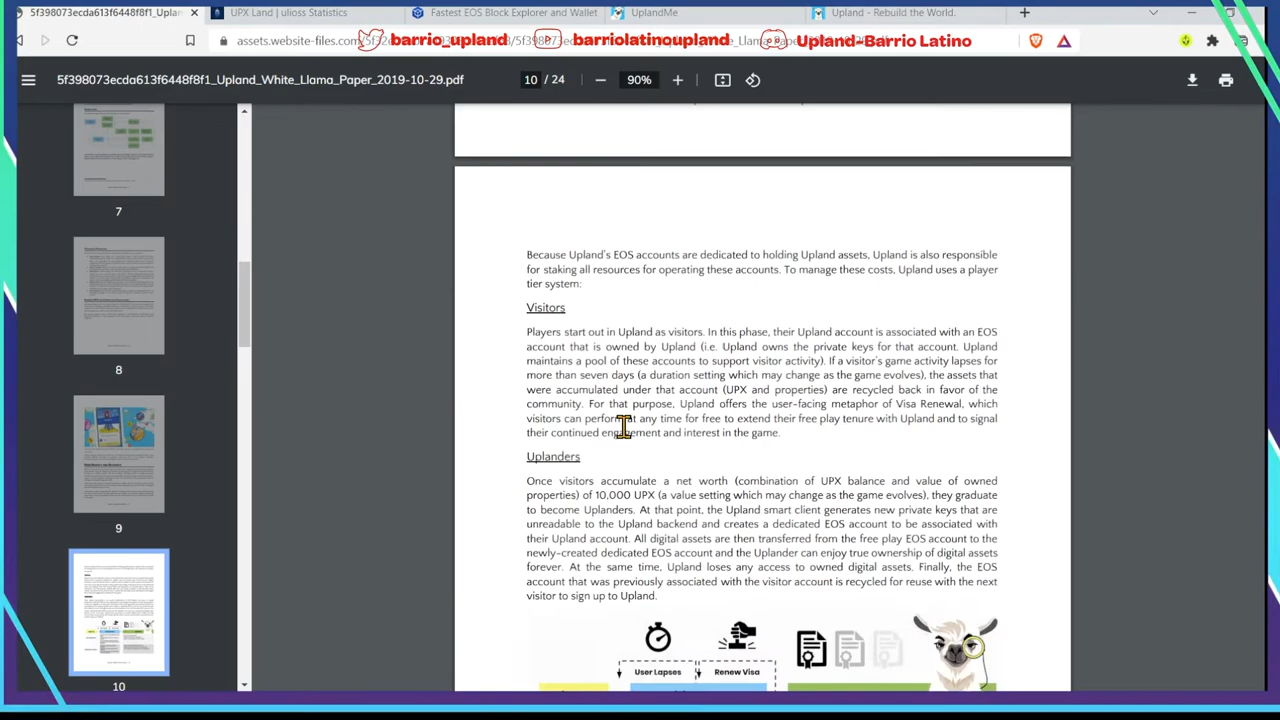 5f398073ecda613f6448f8f1_Uplan
UPX Land | ulioss Statistics
Fastest EOS Block Explorer and Wallet
UplandMe
Upland - Rebuild the World.
barrio_upland
barriolatinoupland
Upland-Barrio Latino
5f398073ecda613f6448f8f1_Upland_White_Llama_Paper_2019-10-29.pdf
10 / 24
90%
7
8
9
10
Because Upland's EOS accounts are dedicated to holding Upland assets, Upland is also responsible
for staking all resources for operating these accounts. To manage these costs, Upland uses a player
tier system:
Visitors
Players start out in Upland as visitors. In this phase, their Upland account is associated with an EOS
account that is owned by Upland (i.e. Upland owns the private keys for that account. Upland
maintains a pool of these accounts to support visitor activity). If a visitor's game activity lapses for
more than seven days (a duration setting which may change as the game evolves), the assets that
were accumulated under that account (UPX and properties) are recycled back in favor of the
community. For that purpose, Upland offers the user-facing metaphor of Visa Renewal, which
visitors can perform at any time for free to extend their free play tenure with Upland and to signal
their continued engagement and interest in the game.
Uplanders
Once visitors accumulate a net worth (combination of UPX balance and value of owned
properties) of 10,000 UPX (a value setting which may change as the game evolves), they graduate
to become Uplanders. At that point, the Upland smart client generates new private keys that are
unreadable to the Upland backend and creates a dedicated EOS account to be associated with
their Upland account. All digital assets are then transferred from the free play EOS account to the
newly-created dedicated EOS account and the Uplander can enjoy true ownership of digital assets
forever. At the same time, Upland loses any access to owned digital assets. Finally, the EOS
account that was previously associated with the visitor account is recycled for reuse with the next
visitor to sign up to Upland.
User Lapses
Renew Visa